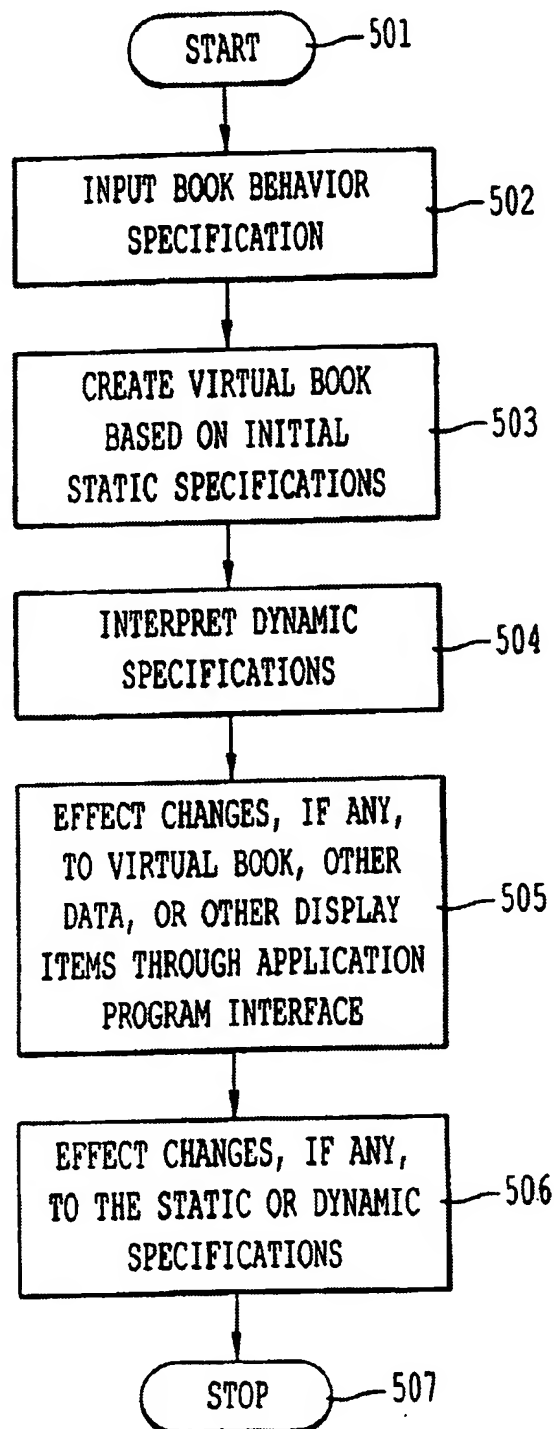 START
501
INPUT BOOK BEHAVIOR
SPECIFICATION
502
CREATE VIRTUAL BOOK
BASED ON INITIAL
STATIC SPECIFICATIONS
503
INTERPRET DYNAMIC
SPECIFICATIONS
504
EFFECT CHANGES, IF ANY,
TO VIRTUAL BOOK, OTHER
DATA, OR OTHER DISPLAY
ITEMS THROUGH APPLICATION
PROGRAM INTERFACE
505
EFFECT CHANGES, IF ANY,
TO THE STATIC OR DYNAMIC
SPECIFICATIONS
506
STOP
507